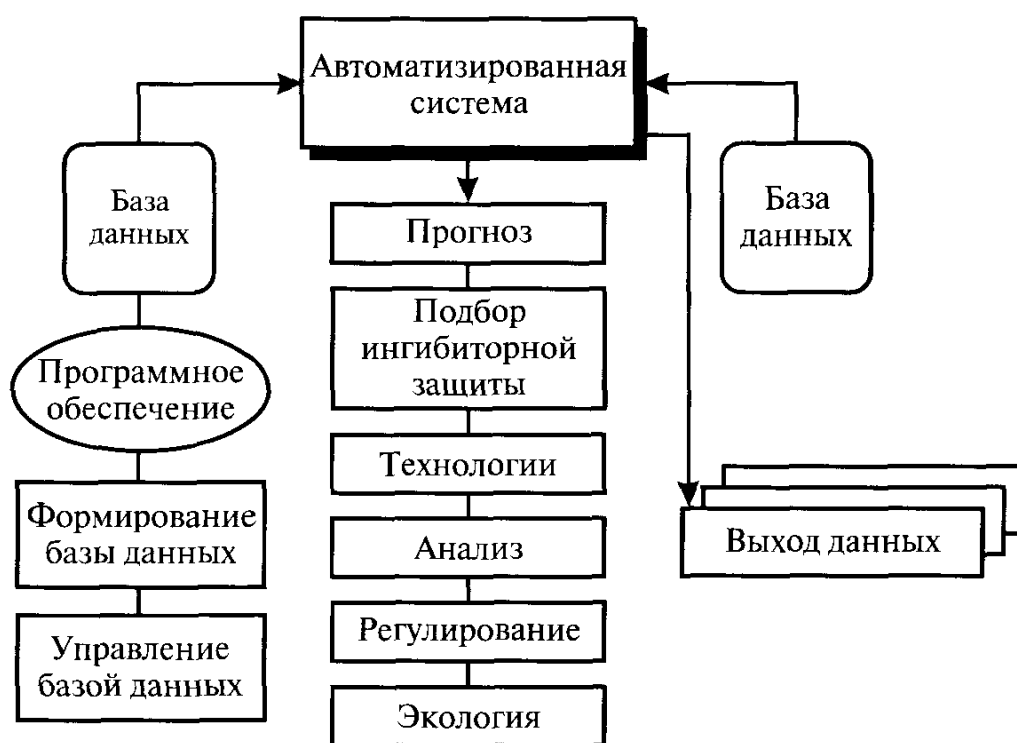 Автоматизированная
система
База
данных
База
данных
Прогноз
Подбор
ингибиторной
защиты
Программное
обеспечение
Технологии
Формирование
базы данных
Анализ
Выход данных
Регулирование
Управление
базой данных
Экология